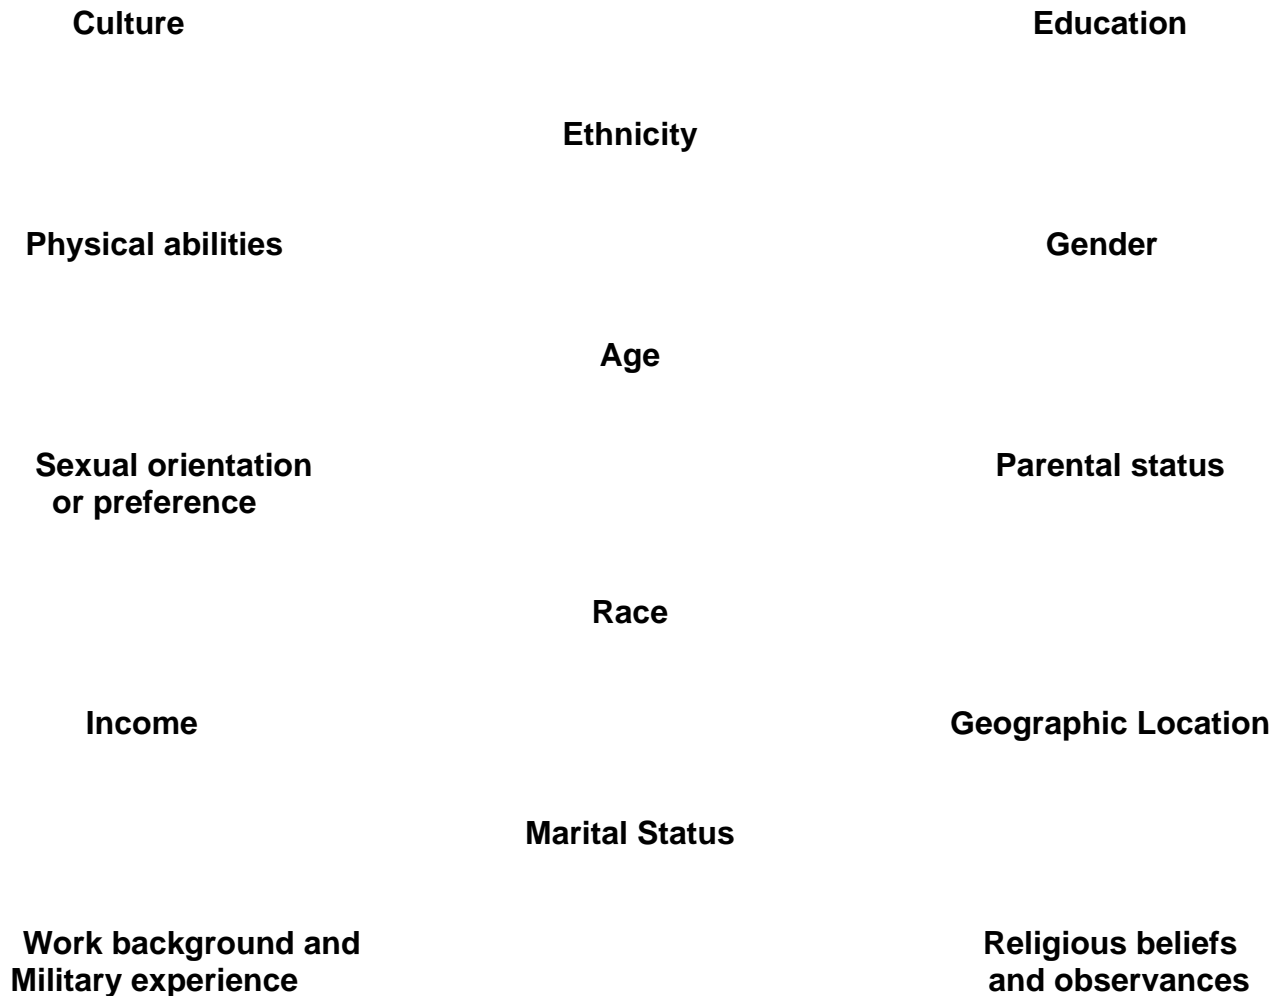 Culture
Education
Ethnicity
Physical abilities
Gender
Age
Sexual orientation
or preference
Parental status
Race
Income
Geographic Location
Marital Status
Work background and
Military experience
Religious beliefs
and observances